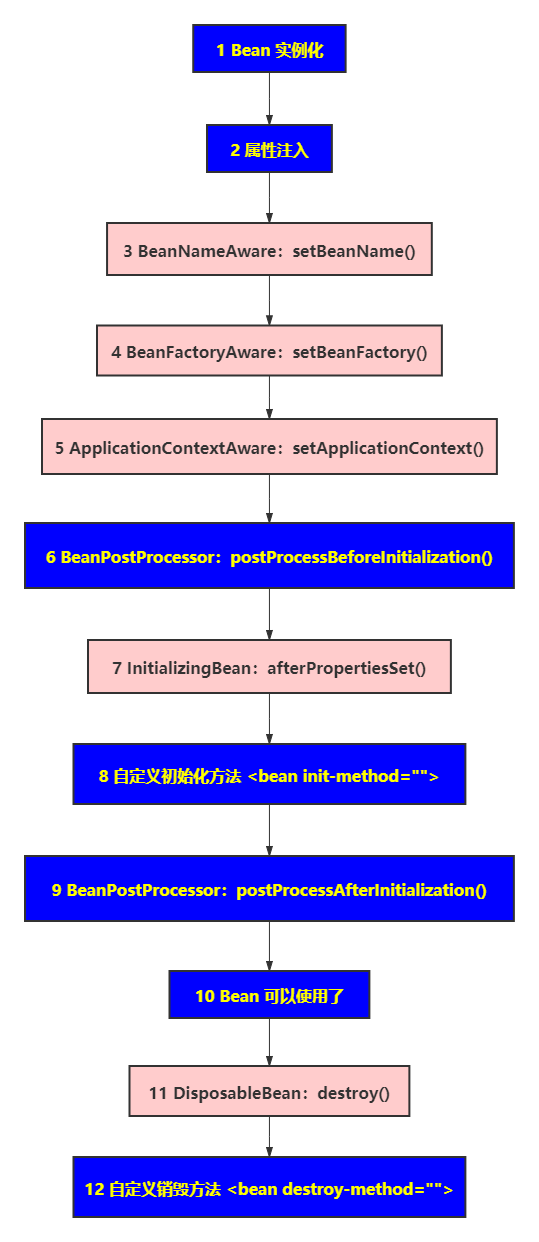 1 Bean 实例化
2 属性注入
3 BeanNameAware：setBeanName()
4 BeanFactoryAware：setBeanFactory()
5 ApplicationContextAware：setApplicationContext()
6 BeanPostProcessor：postProcessBeforeInitialization()
7 InitializingBean：afterPropertiesSet()
8 自定义初始化方法 <bean init-method="">
9 BeanPostProcessor：postProcessAfterInitialization()
10 Bean 可以使用了
11 DisposableBean：destroy()
12 自定义销毁方法 <bean destroy-method="">